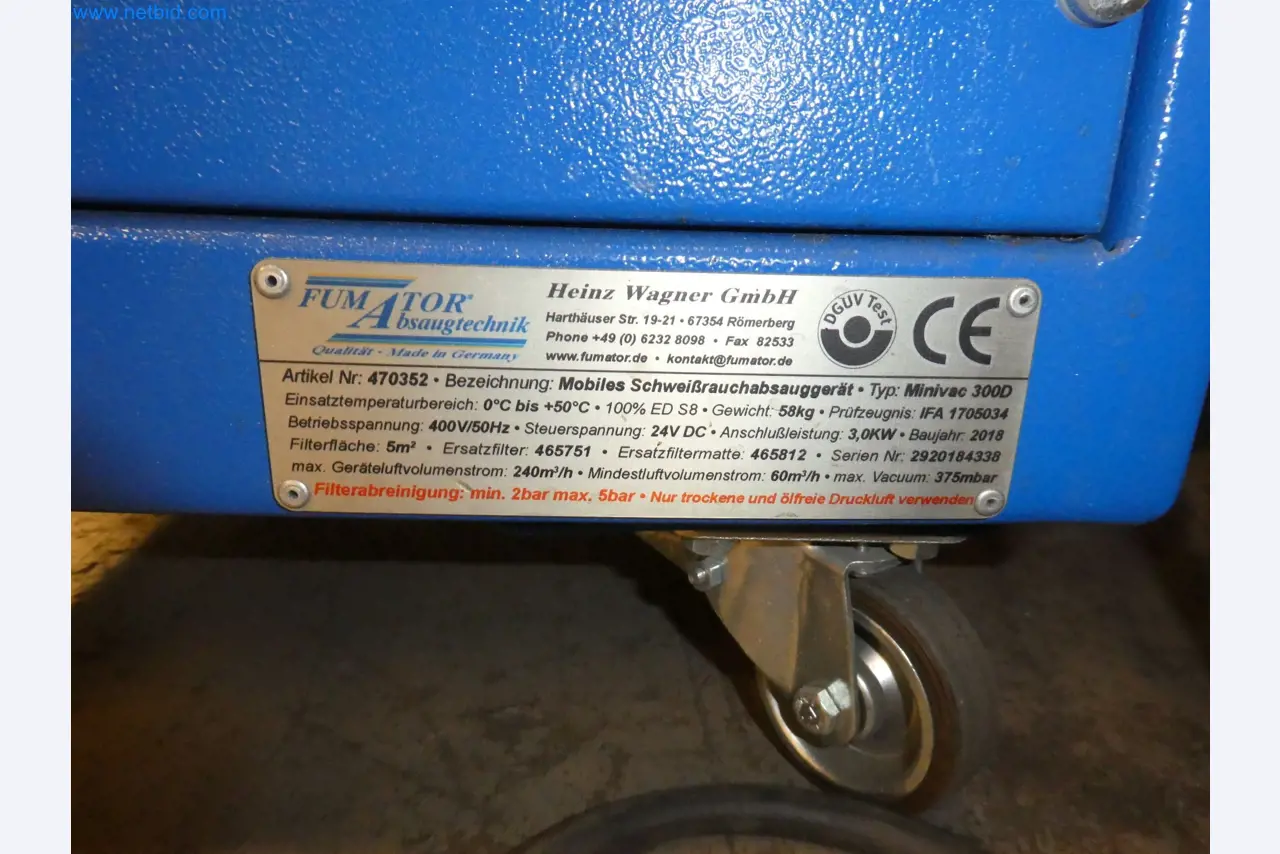 www.netbid.com
FUMATOR®
Absaugtechnik
Qualität - Made in Germany
Heinz Wagner GmbH
Harthäuser Str. 19-21 • 67354 Römerberg
Phone +49 (0) 6232 8098 • Fax 82533
www.fumator.de • kontakt@fumator.de
DGUV Test
CE
Artikel Nr: 470352 • Bezeichnung: Mobiles Schweißrauchabsauggerät • Typ: Minivac 300D
Einsatztemperaturbereich: 0°C bis +50°C • 100% ED S8 • Gewicht: 58kg • Prüfzeugnis: IFA 1705034
Betriebsspannung: 400V/50Hz • Steuerspannung: 24V DC • Anschlußleistung: 3,0KW • Baujahr: 2018
Filterfläche: 5m² • Ersatzfilter: 465751 • Ersatzfiltermatte: 465812 • Serien Nr: 2920184338
max. Geräteluftvolumenstrom: 240m³/h • Mindestluftvolumenstrom: 60m³/h • max. Vacuum: 375mbar
Filterabreinigung: min. 2bar max. 5bar • Nur trockene und ölfreie Druckluft verwenden